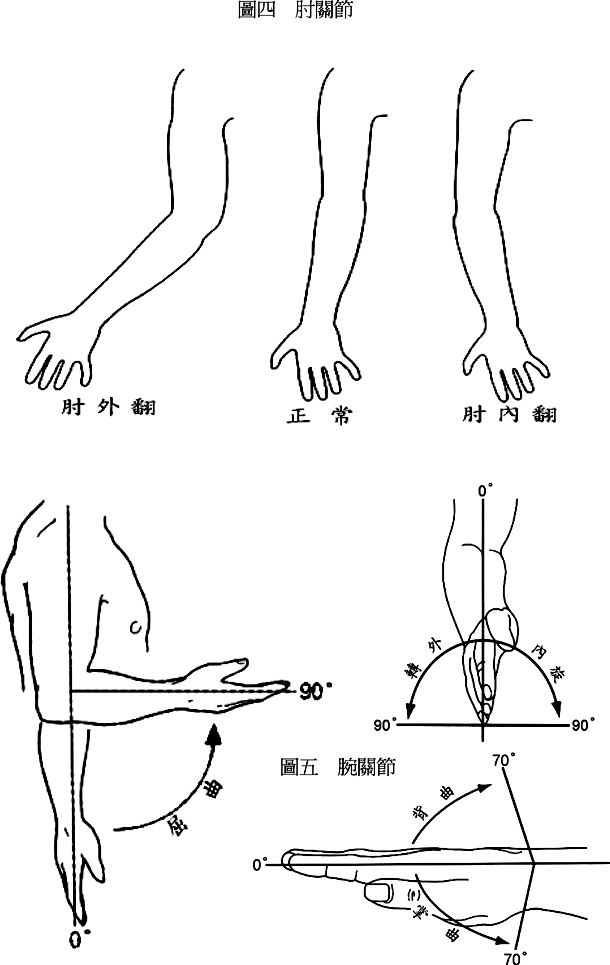 圖四 肘關節
肘外翻
正常
肘內翻
90°
屈曲
0°
0°
轉外
內旋
90°
90°
圖五 腕關節
70°
背曲
0°
掌曲
70°